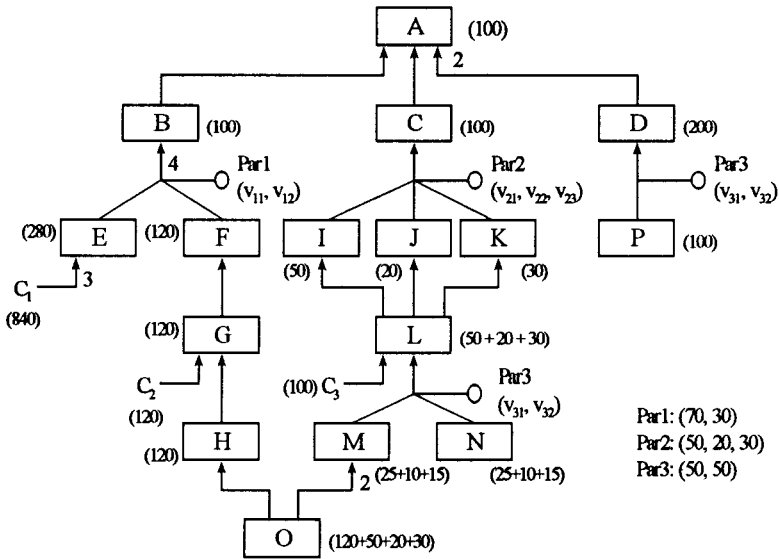 A (100)
2
B (100) C (100) D (200)
4 Par1 Par2 Par3
(v11, v12) (v21, v22, v23) (v31, v32)
(280) E (120) F I J K P (100)
C1 3 (50) (20) (30)
(840)
(120) G L (50 + 20 + 30)
C2 (100) C3 Par3
(120) (v31, v32) Par1: (70, 30)
(120) H M N Par2: (50, 20, 30)
2 (25+10+15) (25+10+15) Par3: (50, 50)
O (120+50+20+30)